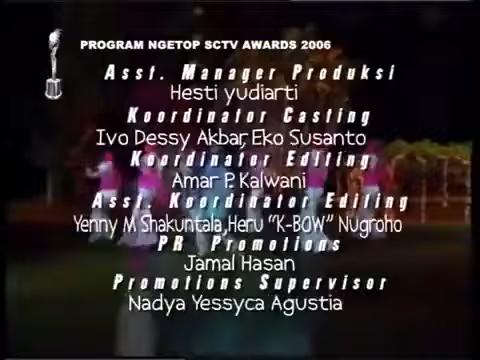 PROGRAM NGETOP SCTV AWARDS 2006
Asst. Manager Produksi
Hesti yudiarti
Koordinator Casting
Ivo Dessy Akbar, Eko Susanto
Koordinator Editing
Amar P. Kalwani
Asst. Koordinator Editing
Yenny M Shakuntala, Heru "K-BOW" Nugroho
PR Promotions
Jamal Hasan
Promotions Supervisor
Nadya Yessyca Agustia